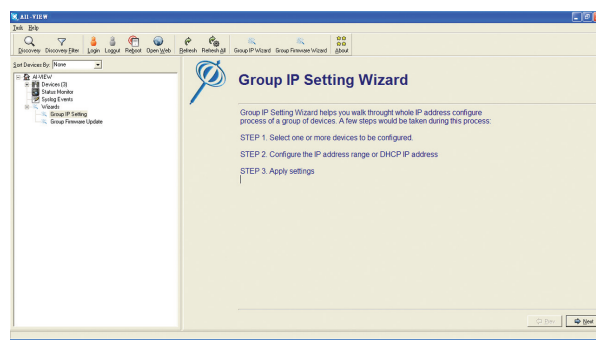 AII-VIEW
Task Help
Discovery Discovery Filter Login Logout Reboot Open Web Refresh Refresh All Group IP Wizard Group Firmware Wizard About
Sort Devices By: None
AI-VIEW
Devices (3)
Status Monitor
Syslog Events
Wizards
Group IP Setting
Group Firmware Update
Group IP Setting Wizard
Group IP Setting Wizard helps you walk throught whole IP address configure
process of a group of devices. A few steps would be taken during this process:
STEP 1. Select one or more devices to be configured.
STEP 2. Configure the IP address range or DHCP IP address
STEP 3. Apply settings
Prev Next